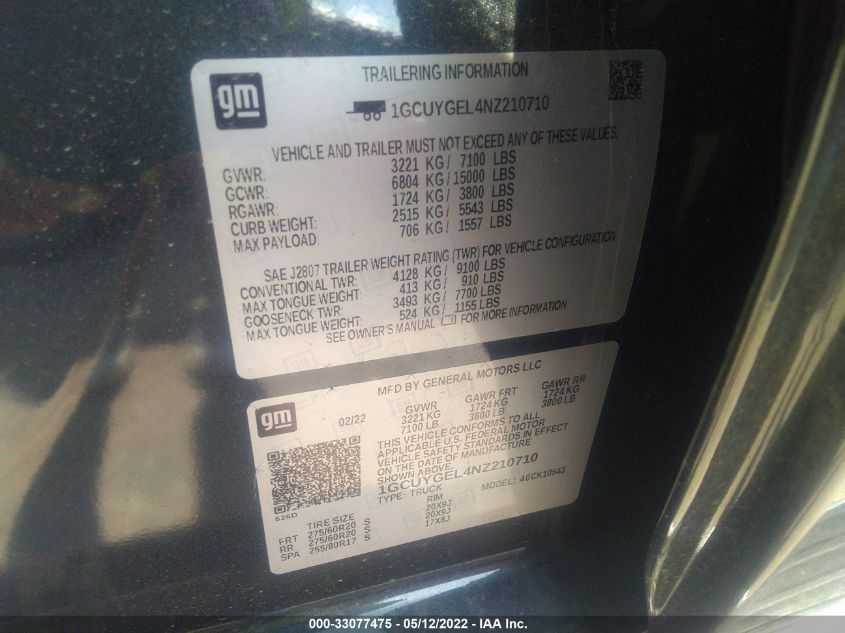 gm
TRAILERING INFORMATION
1GCUYGEL4NZ210710
VEHICLE AND TRAILER MUST NOT EXCEED ANY OF THESE VALUES.
GVWR: 3221 KG/ 7100 LBS
GCWR: 6804 KG/ 15000 LBS
RGAWR: 1724 KG/ 3800 LBS
CURB WEIGHT: 2515 KG/ 5543 LBS
MAX PAYLOAD: 706 KG/ 1557 LBS
SAE J2807 TRAILER WEIGHT RATING (TWR) FOR VEHICLE CONFIGURATION.
CONVENTIONAL TWR: 4128 KG/ 9100 LBS
MAX TONGUE WEIGHT: 413 KG/ 910 LBS
GOOSENECK TWR: 3493 KG/ 7700 LBS
MAX TONGUE WEIGHT: 524 KG/ 1155 LBS
SEE OWNER'S MANUAL FOR MORE INFORMATION
gm
MFD BY GENERAL MOTORS LLC
02/22 GVWR GAWR FRT GAWR RR
3221 KG 1724 KG 1724 KG
7100 LB 3800 LB 3800 LB
THIS VEHICLE CONFORMS TO ALL
APPLICABLE U.S. FEDERAL MOTOR
VEHICLE SAFETY STANDARDS IN EFFECT
ON THE DATE OF MANUFACTURE
SHOWN ABOVE.
1GCUYGEL4NZ210710
TYPE: TRUCK MODEL: 40CK10543
626D
TIRE SIZE RIM
FRT 275/60R20 S 20X9J
RR 275/60R20 S 20X9J
SPA 255/80R17 S 17X8J
000-33077475 - 05/12/2022 - IAA Inc.